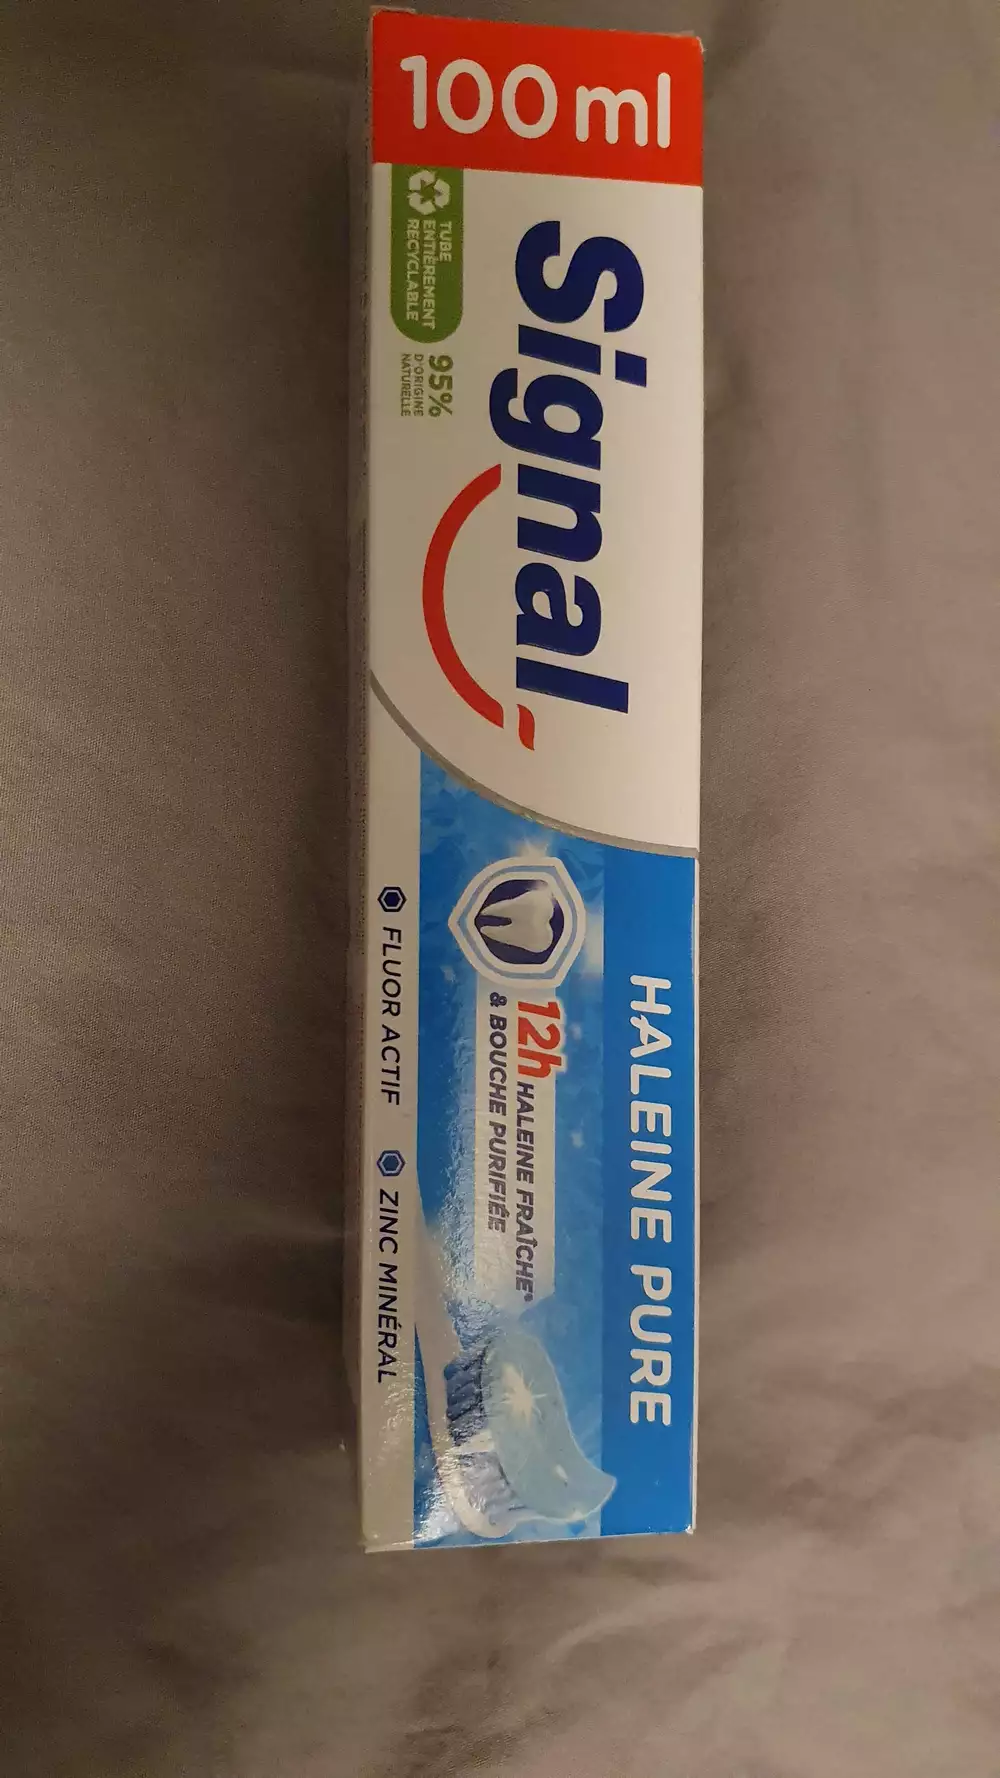 100 ml
Signal
TUBE
ENTIÈREMENT
RECYCLABLE
95%
D'ORIGINE
NATURELLE
HALEINE PURE
12h HALEINE FRAÎCHE*
& BOUCHE PURIFIÉE
FLUOR ACTIF
ZINC MINÉRAL